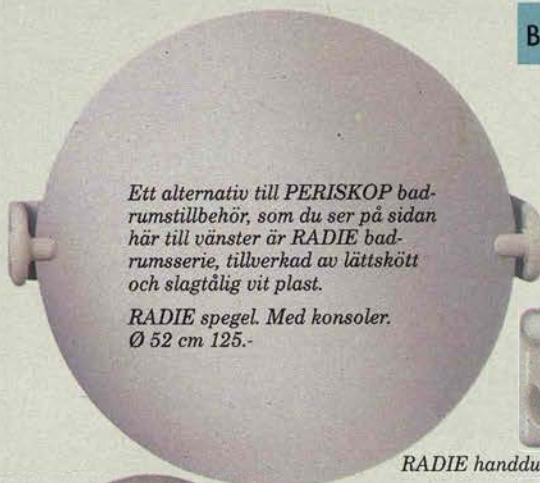 B
Ett alternativ till PERISKOP bad-
rumstillbehör, som du ser på sidan
här till vänster är RADIE bad-
rumsserie, tillverkad av lättskött
och slagtålig vit plast.
RADIE spegel. Med konsoler.
Ø 52 cm 125.-
RADIE handdu